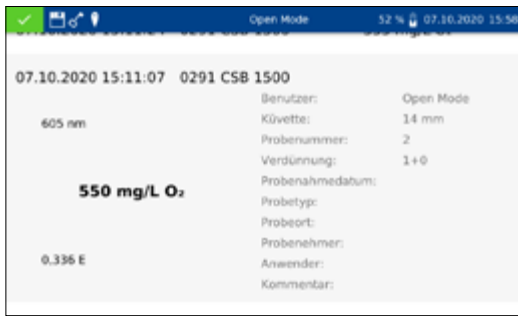 Open Mode 52 % 07.10.2020 15:58
07.10.2020 15:11:07 0291 CSB 1500
Benutzer: Open Mode
605 nm
Küvette: 14 mm
Probenummer: 2
Verdünnung: 1+0
550 mg/L O₂
Probenahmedatum:
Probetyp:
Probeort:
Probenehmer:
0.336 E
Anwender:
Kommentar: